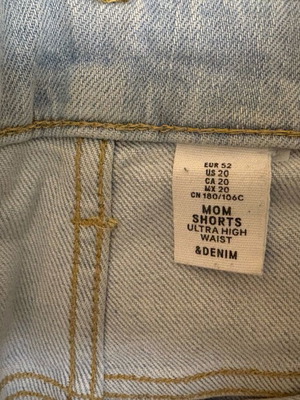 EUR 52
US 20
CA 20
MX 20
CN 180/106C
MOM
SHORTS
ULTRA HIGH
WAIST
&DENIM